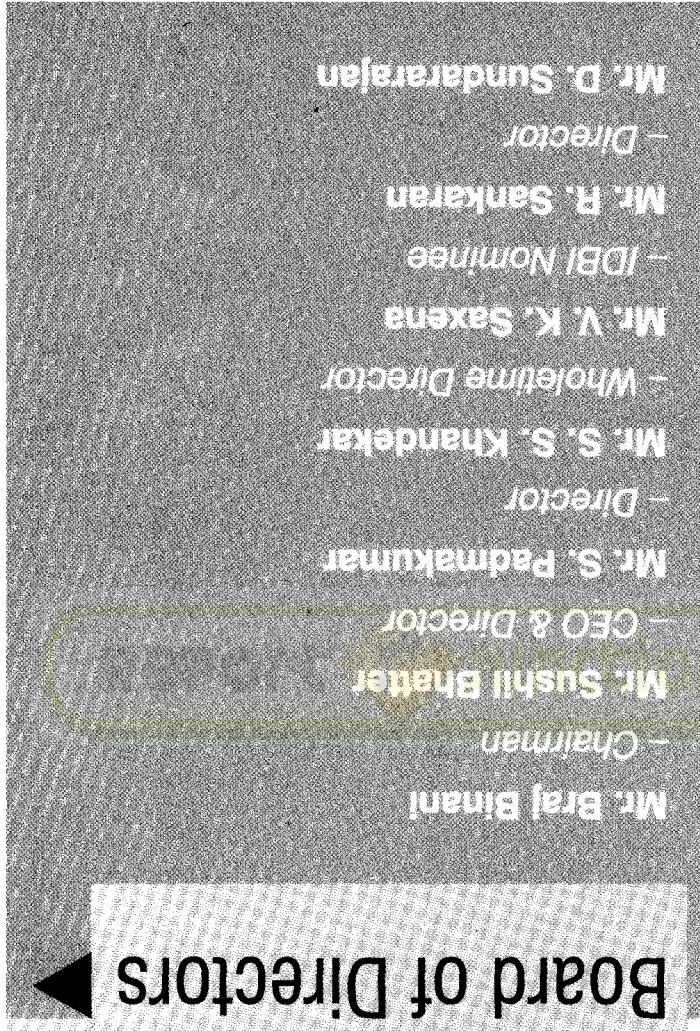 Board of Directors
Mr. Braj Binani
– Chairman
Mr. Sushil Bhatter
– CEO & Director
Mr. S. Padmakumar
– Director
Mr. S. S. Khandekar
– Wholetime Director
Mr. V. K. Saxena
– IDBI Nominee
Mr. R. Sankaran
– Director
Mr. D. Sundararajan